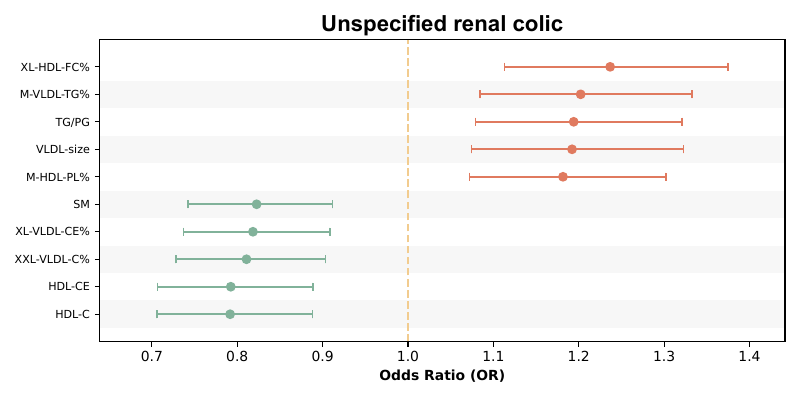 Unspecified renal colic
XL-HDL-FC%
M-VLDL-TG%
TG/PG
VLDL-size
M-HDL-PL%
SM
XL-VLDL-CE%
XXL-VLDL-C%
HDL-CE
HDL-C
0.7 0.8 0.9 1.0 1.1 1.2 1.3 1.4
Odds Ratio (OR)